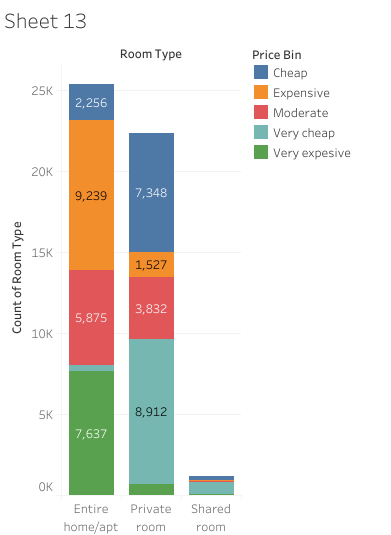 Sheet 13
Room Type
Price Bin
Cheap
Expensive
Moderate
Very cheap
Very expesive
Count of Room Type
25K
20K
15K
10K
5K
0K
2,256
9,239
5,875
7,637
7,348
1,527
3,832
8,912
Entire
home/apt
Private
room
Shared
room